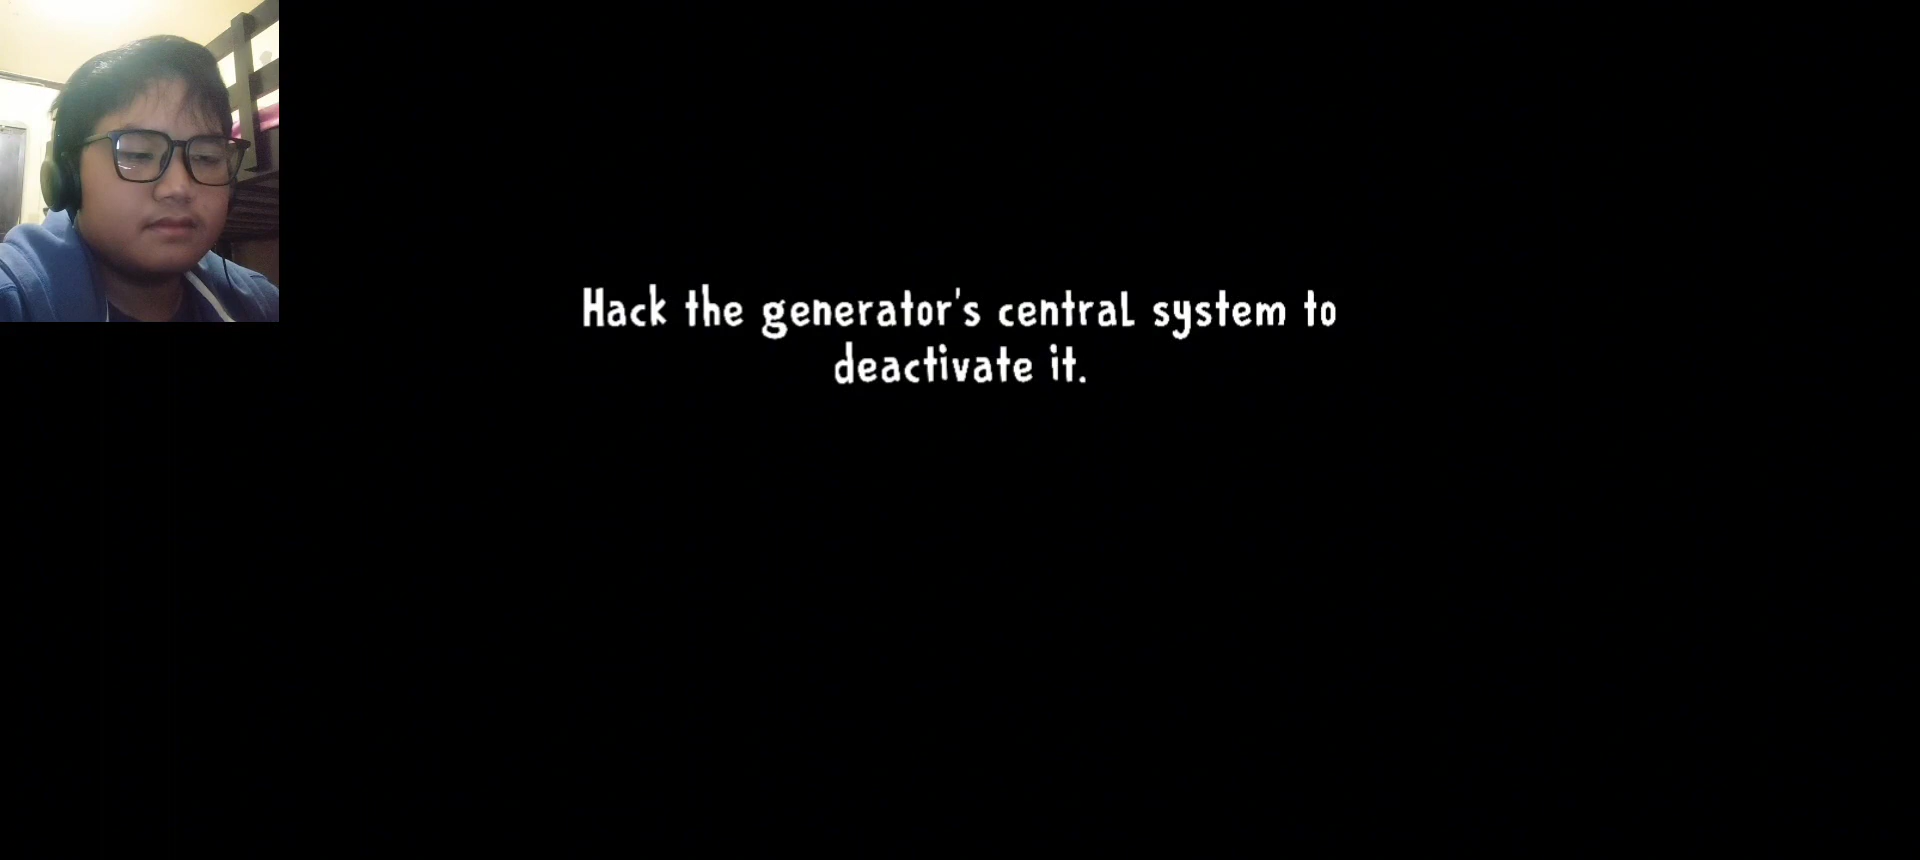 Hack the generator's central system to
deactivate it.